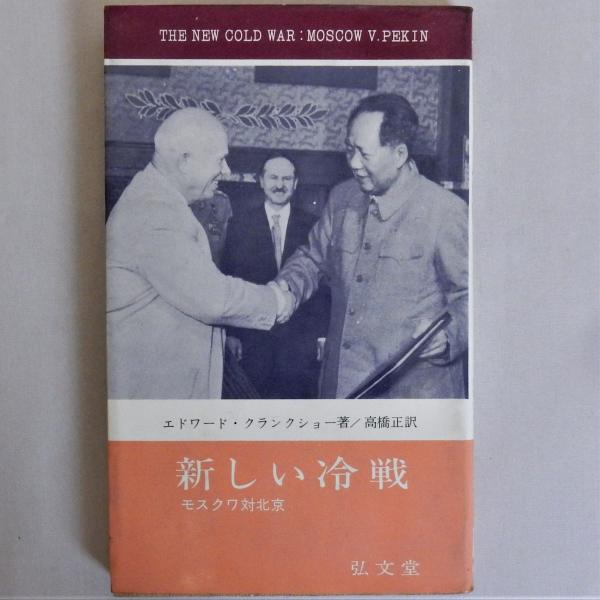 THE NEW COLD WAR : MOSCOW V.PEKIN
エドワード・クランクショー著／高橋正訳
新しい冷戦
モスクワ対北京
弘文堂